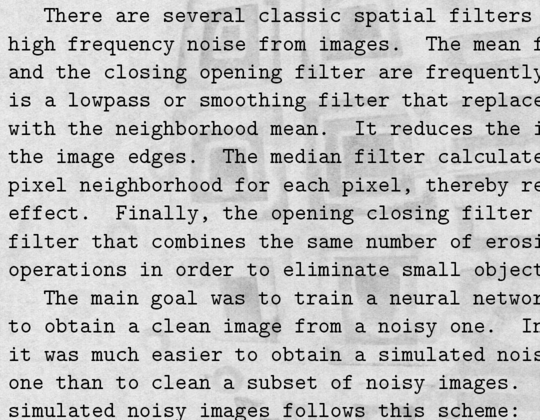 There are several classic spatial filters
high frequency noise from images. The mean f
and the closing opening filter are frequently
is a lowpass or smoothing filter that replace
with the neighborhood mean. It reduces the i
the image edges. The median filter calculate
pixel neighborhood for each pixel, thereby re
effect. Finally, the opening closing filter
filter that combines the same number of erosi
operations in order to eliminate small object
The main goal was to train a neural networ
to obtain a clean image from a noisy one. In
it was much easier to obtain a simulated nois
one than to clean a subset of noisy images.
simulated noisy images follows this scheme: